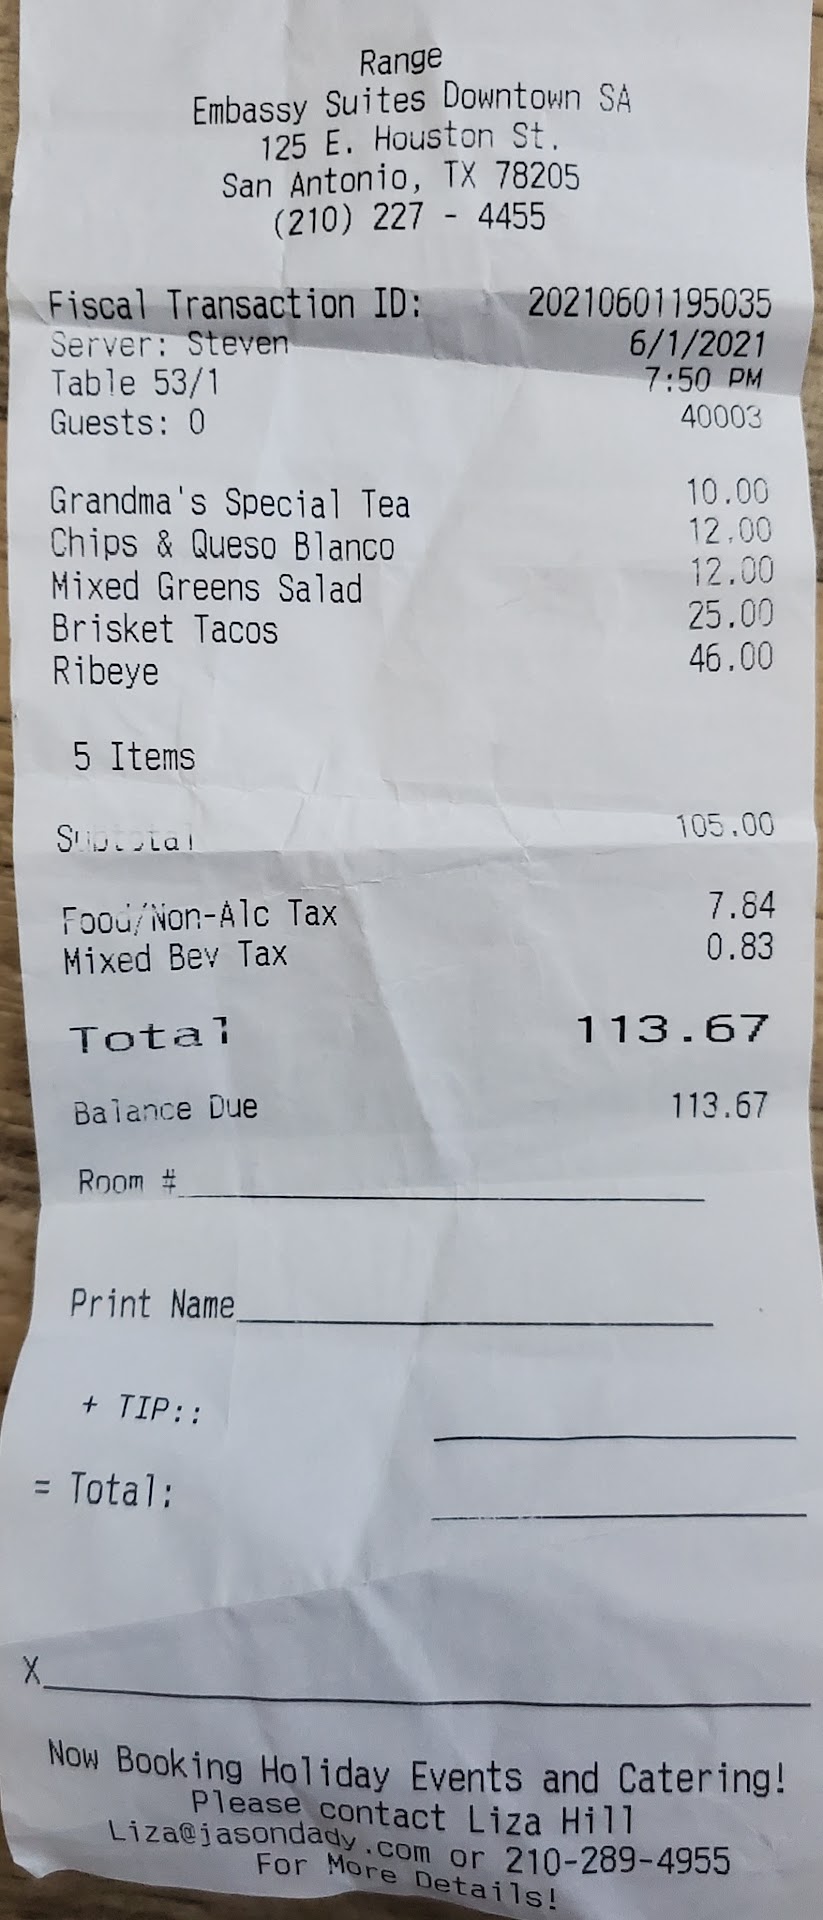 Range
Embassy Suites Downtown SA
125 E. Houston St.
San Antonio, TX 78205
(210) 227 - 4455
Fiscal Transaction ID: 20210601195035
Server: Steven 6/1/2021
Table 53/1 7:50 PM
Guests: 0 40003
Grandma's Special Tea 10.00
Chips & Queso Blanco 12.00
Mixed Greens Salad 12.00
Brisket Tacos 25.00
Ribeye 46.00
5 Items
Subtotal 105.00
Food/Non-Alc Tax 7.84
Mixed Bev Tax 0.83
Total 113.67
Balance Due 113.67
Room #
Print Name
+ TIP::
= Total:
X
Now Booking Holiday Events and Catering!
Please contact Liza Hill
Liza@jasondady.com or 210-289-4955
For More Details!